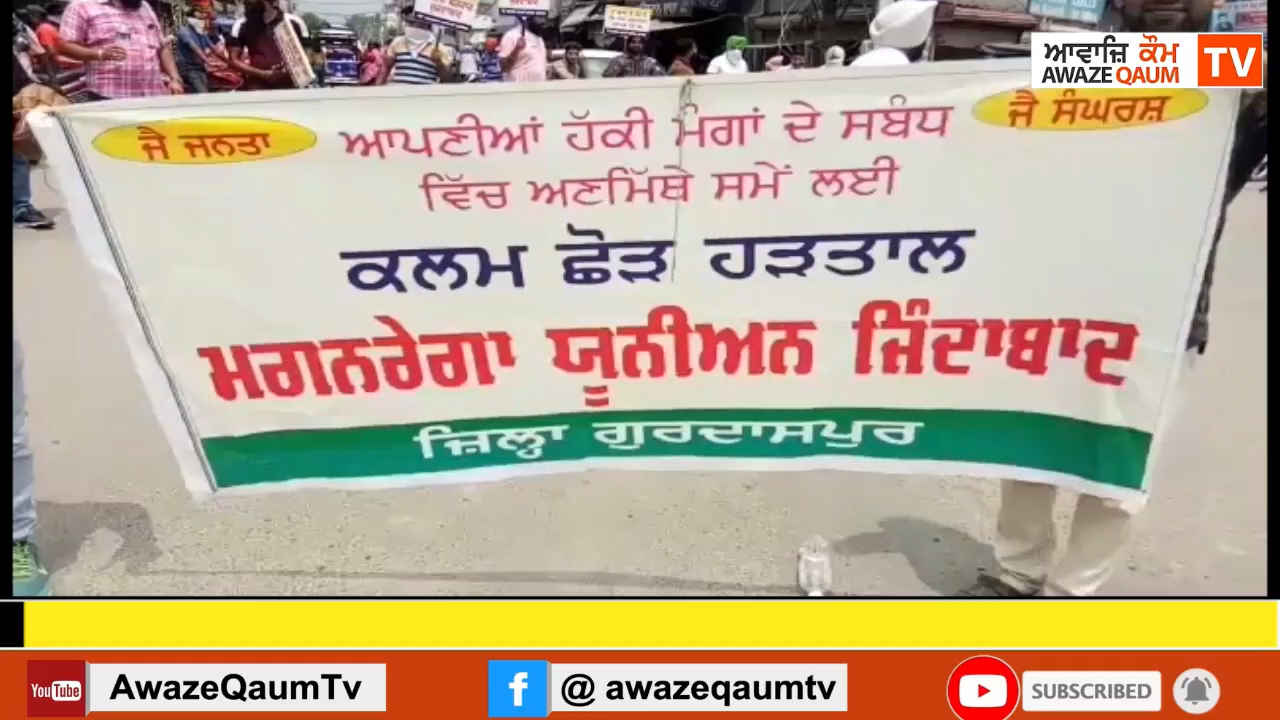 ਆਵਾਜ਼ਿ ਕੌਮ
AWAZE QAUM TV
ਜੈ ਜਨਤਾ
ਜੈ ਸੰਘਰਸ਼
ਆਪਣੀਆਂ ਹੱਕੀ ਮੰਗਾਂ ਦੇ ਸਬੰਧ
ਵਿੱਚ ਅਣਮਿੱਥੇ ਸਮੇਂ ਲਈ
ਕਲਮ ਛੋੜ ਹੜਤਾਲ
ਮਗਨਰੇਗਾ ਯੂਨੀਅਨ ਜਿੰਦਾਬਾਦ
ਜ਼ਿਲ੍ਹਾ ਗੁਰਦਾਸਪੁਰ
YouTube AwazeQaumTv
f @ awazeqaumtv
SUBSCRIBED